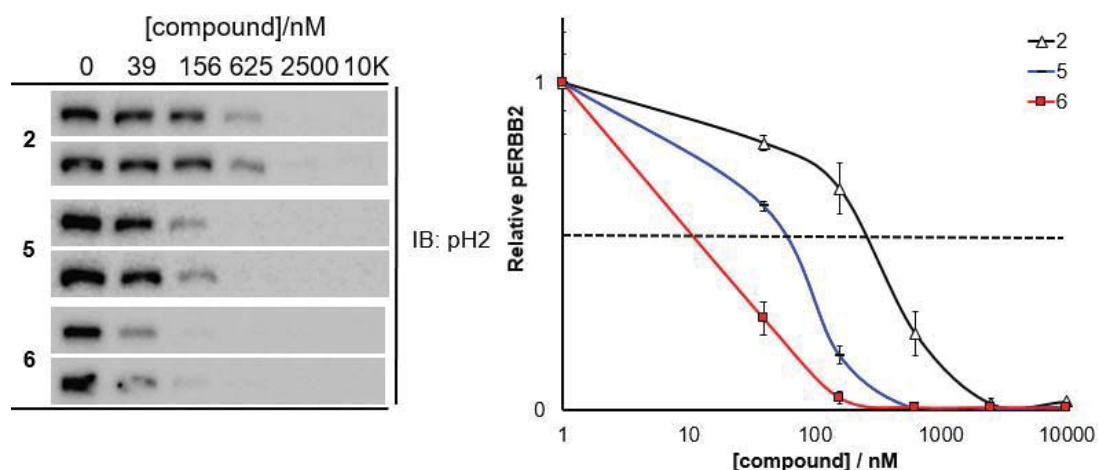 [compound]/nM
0 39 156 625 2500 10K
2
5
6
IB: pH2
2
5
6
1
0
Relative pERBB2
1 10 100 1000 10000
[compound] / nM